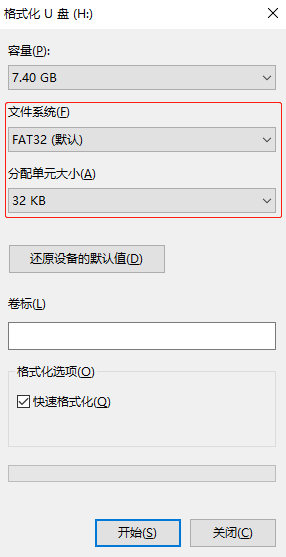 格式化 U 盘 (H:)
容量(P):
7.40 GB
文件系统(F)
FAT32 (默认)
分配单元大小(A)
32 KB
还原设备的默认值(D)
卷标(L)
格式化选项(O)
快速格式化(Q)
开始(S)
关闭(C)